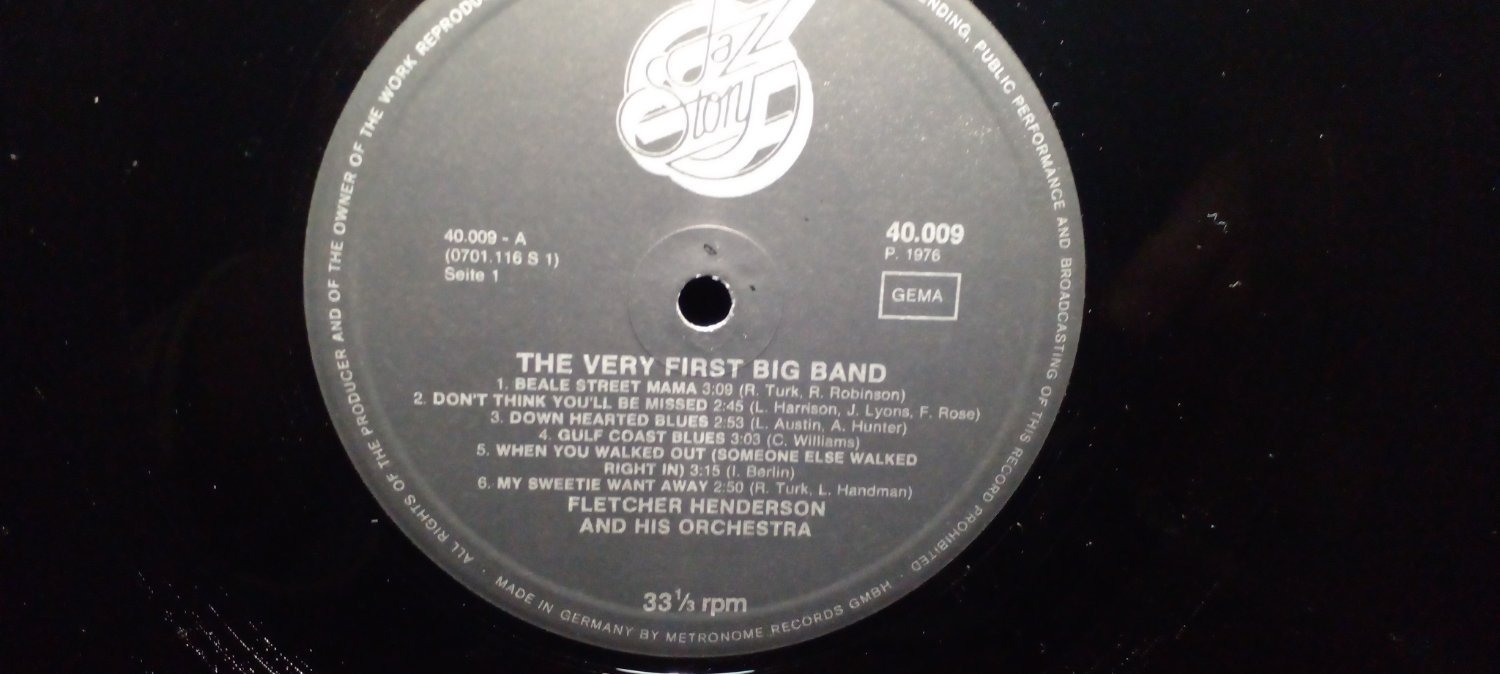 Jazz
Story
40.009 - A
(0701.116 S 1)
Seite 1
40.009
P. 1976
GEMA
THE VERY FIRST BIG BAND
1. BEALE STREET MAMA 3:09 (R. Turk, R. Robinson)
2. DON'T THINK YOU'LL BE MISSED 2:45 (L. Harrison, J. Lyons, F. Rose)
3. DOWN HEARTED BLUES 2:53 (L. Austin, A. Hunter)
4. GULF COAST BLUES 3:03 (C. Williams)
5. WHEN YOU WALKED OUT (SOMEONE ELSE WALKED
RIGHT IN) 3:15 (I. Berlin)
6. MY SWEETIE WANT AWAY 2:50 (R. Turk, L. Handman)
FLETCHER HENDERSON
AND HIS ORCHESTRA
33⅓ rpm
ALL RIGHTS OF THE PRODUCER AND OF THE OWNER OF THE WORK
PUBLIC PERFORMANCE AND BROADCASTING OF THIS RECORD PROHIBITED ·
MADE IN GERMANY BY METRONOME RECORDS GMBH ·